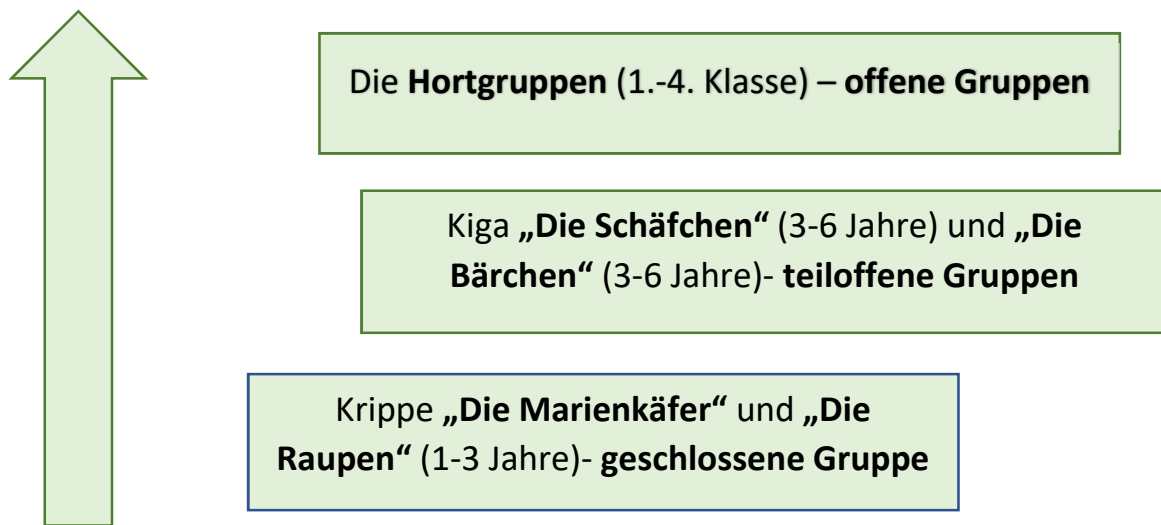 Die Hortgruppen (1.-4. Klasse) – offene Gruppen
Kiga „Die Schäfchen“ (3-6 Jahre) und „Die
Bärchen“ (3-6 Jahre)- teiloffene Gruppen
Krippe „Die Marienkäfer“ und „Die
Raupen“ (1-3 Jahre)- geschlossene Gruppe